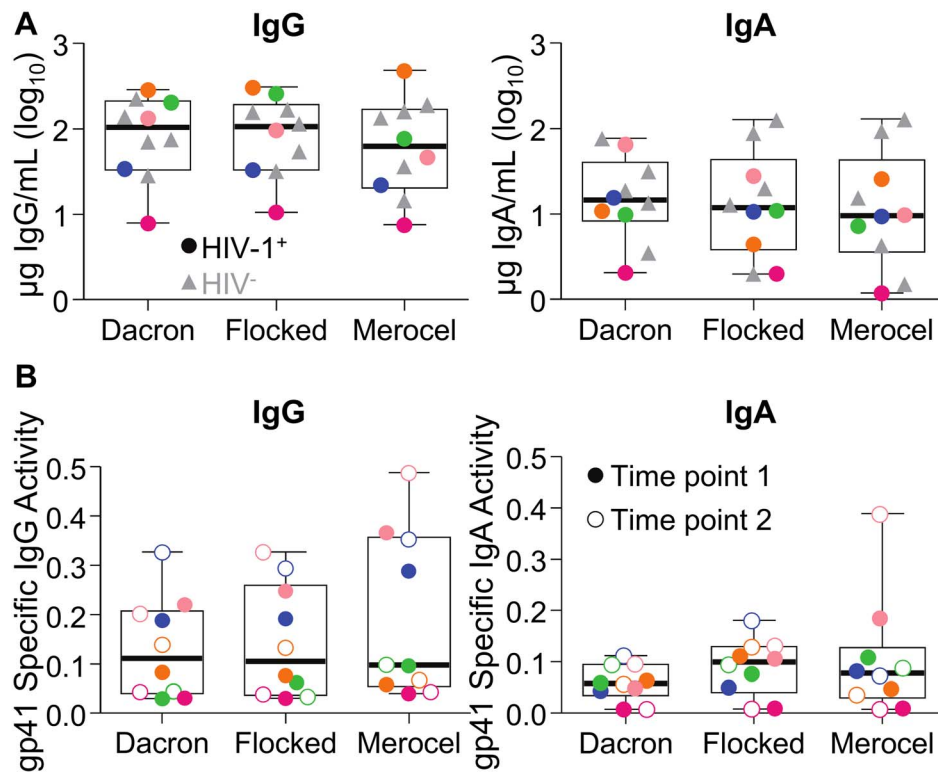 A
IgG
IgA
µg IgG/mL (log₁₀)
3
2
1
0
HIV-1⁺
HIV⁻
Dacron
Flocked
Merocel
µg IgA/mL (log₁₀)
3
2
1
0
Dacron
Flocked
Merocel
B
IgG
IgA
gp41 Specific IgG Activity
0.5
0.4
0.3
0.2
0.1
0.0
Dacron
Flocked
Merocel
gp41 Specific IgA Activity
0.5
0.4
0.3
0.2
0.1
0.0
Time point 1
Time point 2
Dacron
Flocked
Merocel